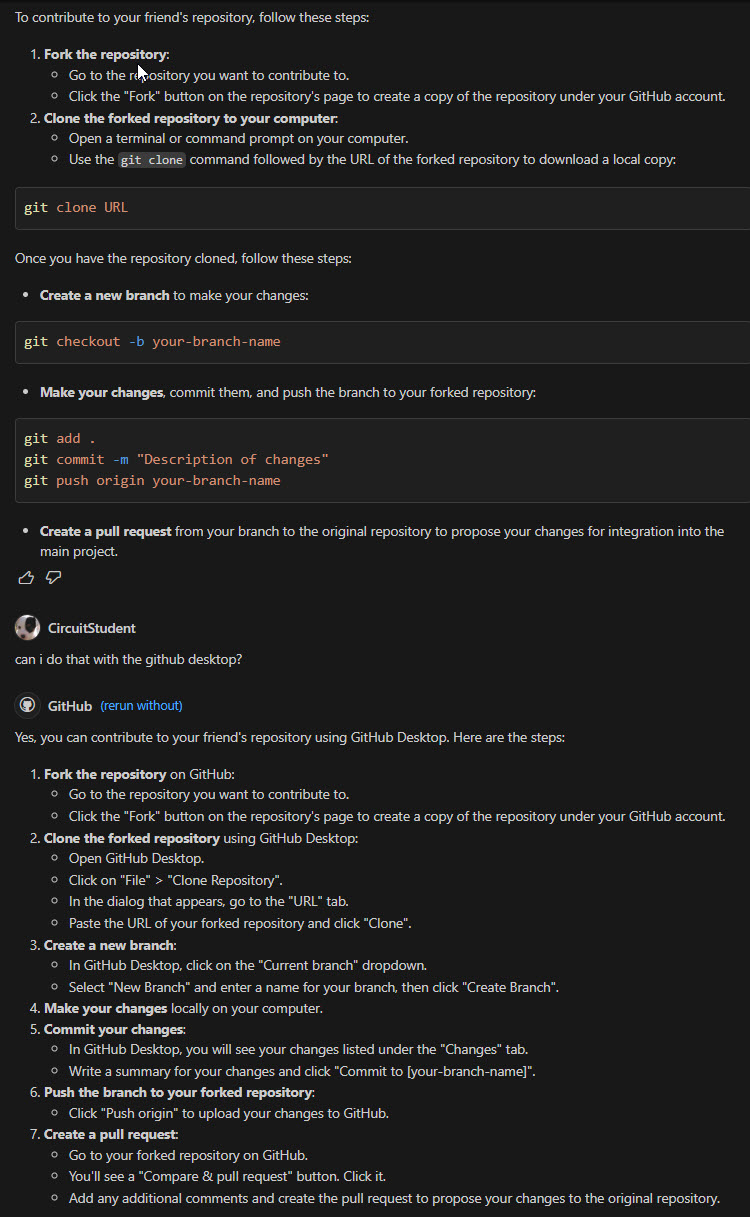 To contribute to your friend's repository, follow these steps:
1. Fork the repository:
Go to the repository you want to contribute to.
Click the "Fork" button on the repository's page to create a copy of the repository under your GitHub account.
2. Clone the forked repository to your computer:
Open a terminal or command prompt on your computer.
Use the git clone command followed by the URL of the forked repository to download a local copy:
git clone URL
Once you have the repository cloned, follow these steps:
• Create a new branch to make your changes:
git checkout -b your-branch-name
• Make your changes, commit them, and push the branch to your forked repository:
git add .
git commit -m "Description of changes"
git push origin your-branch-name
• Create a pull request from your branch to the original repository to propose your changes for integration into the
main project.
CircuitStudent
can i do that with the github desktop?
GitHub (rerun without)
Yes, you can contribute to your friend's repository using GitHub Desktop. Here are the steps:
1. Fork the repository on GitHub:
Go to the repository you want to contribute to.
Click the "Fork" button on the repository's page to create a copy of the repository under your GitHub account.
2. Clone the forked repository using GitHub Desktop:
Open GitHub Desktop.
Click on "File" > "Clone Repository".
In the dialog that appears, go to the "URL" tab.
Paste the URL of your forked repository and click "Clone".
3. Create a new branch:
In GitHub Desktop, click on the "Current branch" dropdown.
Select "New Branch" and enter a name for your branch, then click "Create Branch".
4. Make your changes locally on your computer.
5. Commit your changes:
In GitHub Desktop, you will see your changes listed under the "Changes" tab.
Write a summary for your changes and click "Commit to [your-branch-name]".
6. Push the branch to your forked repository:
Click "Push origin" to upload your changes to GitHub.
7. Create a pull request:
Go to your forked repository on GitHub.
You'll see a "Compare & pull request" button. Click it.
Add any additional comments and create the pull request to propose your changes to the original repository.